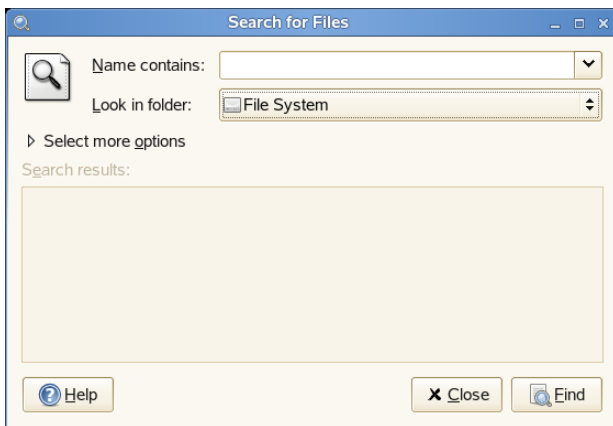 Search for Files
Name contains:
Look in folder: File System
Select more options
Search results:
Help Close Find